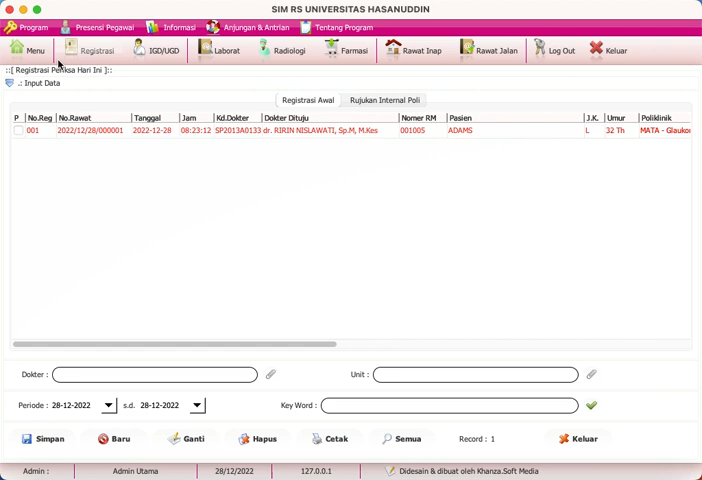 SIM RS UNIVERSITAS HASANUDDIN
Program Presensi Pegawai Informasi Anjungan & Antrian Tentang Program
Menu Registrasi IGD/UGD Laborat Radiologi Farmasi Rawat Inap Rawat Jalan Log Out Keluar
::[ Registrasi Periksa Hari Ini ]::
.: Input Data
Registrasi Awal Rujukan Internal Poli
P No.Reg No.Rawat Tanggal Jam Kd.Dokter Dokter Dituju Nomer RM Pasien J.K. Umur Poliklinik
001 2022/12/28/000001 2022-12-28 08:23:12 SP2013A0133 dr. RIRIN NISLAWATI, Sp.M, M.Kes 001005 ADAMS L 32 Th MATA - Glaukor
Dokter : Unit :
Periode : 28-12-2022 s.d. 28-12-2022 Key Word :
Simpan Baru Ganti Hapus Cetak Semua Record : 1 Keluar
Admin : Admin Utama 28/12/2022 127.0.0.1 Didesain & dibuat oleh Khanza.Soft Media